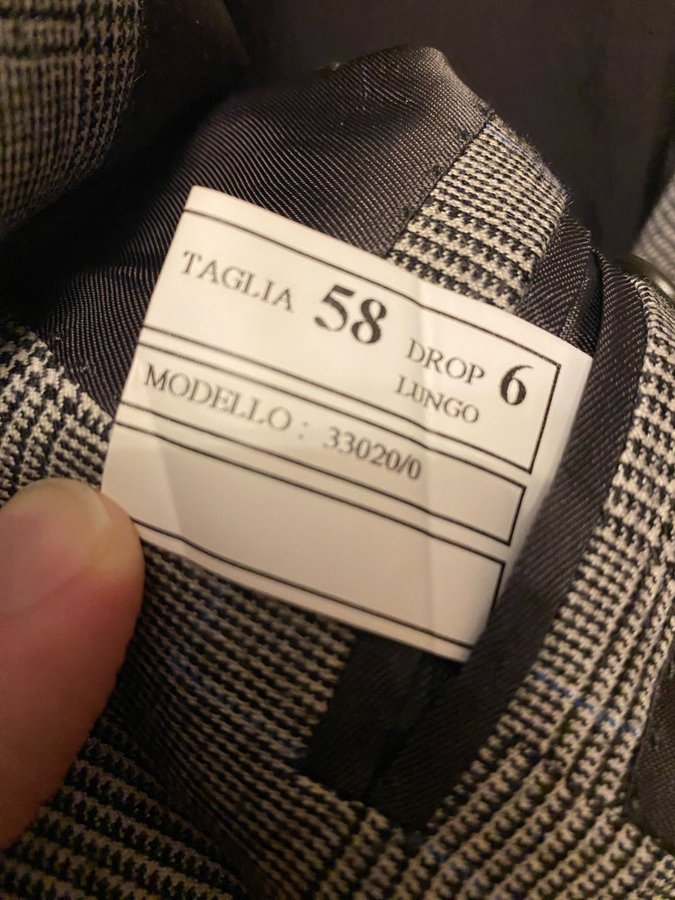 TAGLIA 58 DROP 6
LUNGO
MODELLO : 33020/0